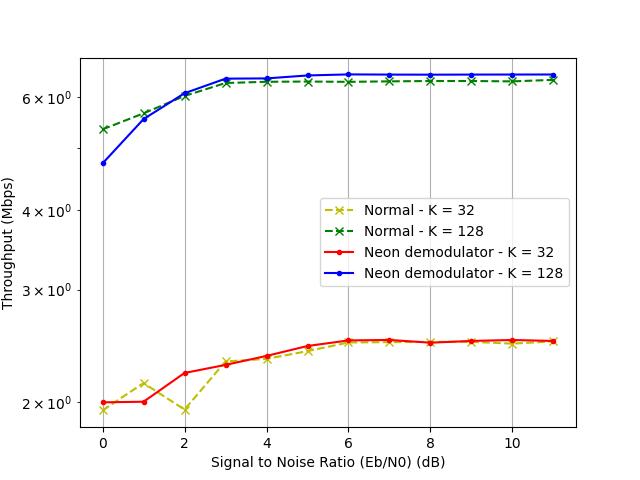 Throughput (Mbps)
6 × 10⁰
4 × 10⁰
3 × 10⁰
2 × 10⁰
Normal - K = 32
Normal - K = 128
Neon demodulator - K = 32
Neon demodulator - K = 128
0 2 4 6 8 10
Signal to Noise Ratio (Eb/N0) (dB)